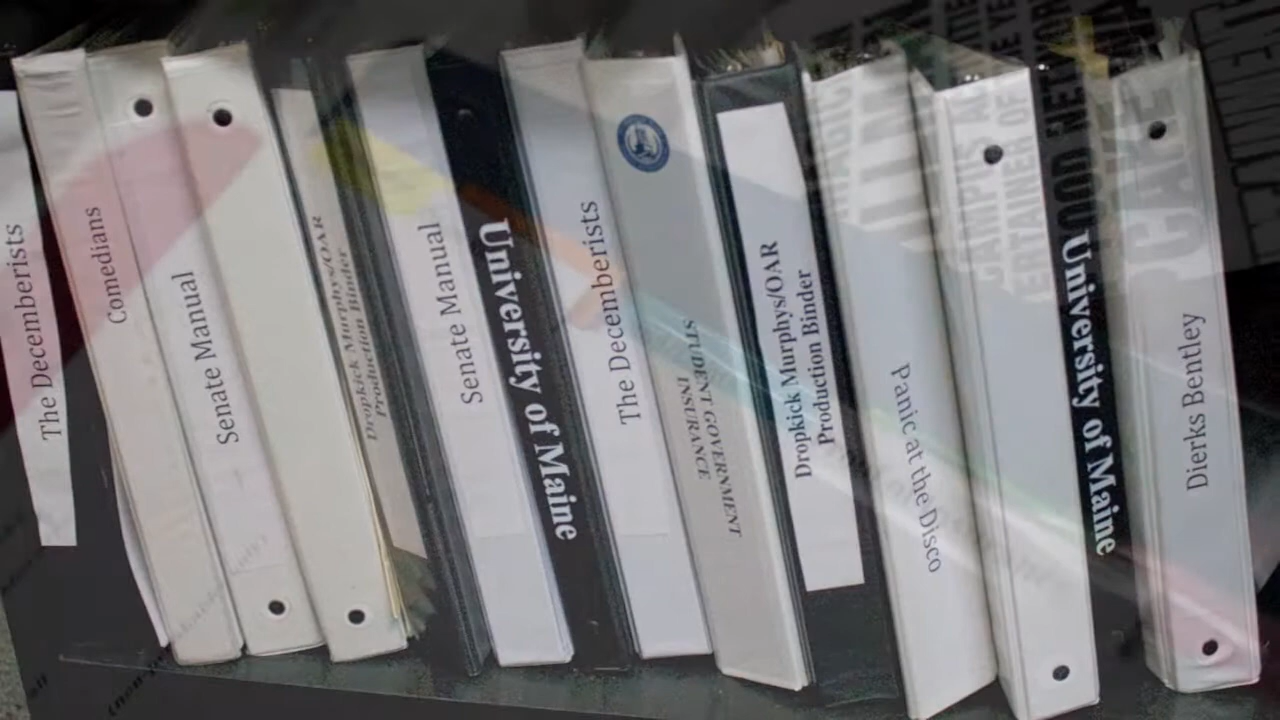 The Decemberists
Comedians
Senate Manual
Dropkick Murphys/OAR
Production Binder
Senate Manual
University of Maine
The Decemberists
STUDENT GOVERNMENT
INSURANCE
Dropkick Murphys/OAR
Production Binder
Panic at the Disco
University of Maine
Dierks Bentley